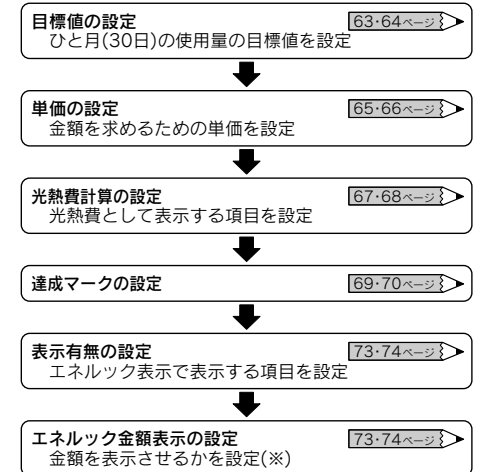 目標値の設定 63·64ページ
ひと月(30日)の使用量の目標値を設定
単価の設定 65·66ページ
金額を求めるための単価を設定
光熱費計算の設定 67·68ページ
光熱費として表示する項目を設定
達成マークの設定 69·70ページ
表示有無の設定 73·74ページ
エネルック表示で表示する項目を設定
エネルック金額表示の設定 73·74ページ
金額を表示させるかを設定(※)